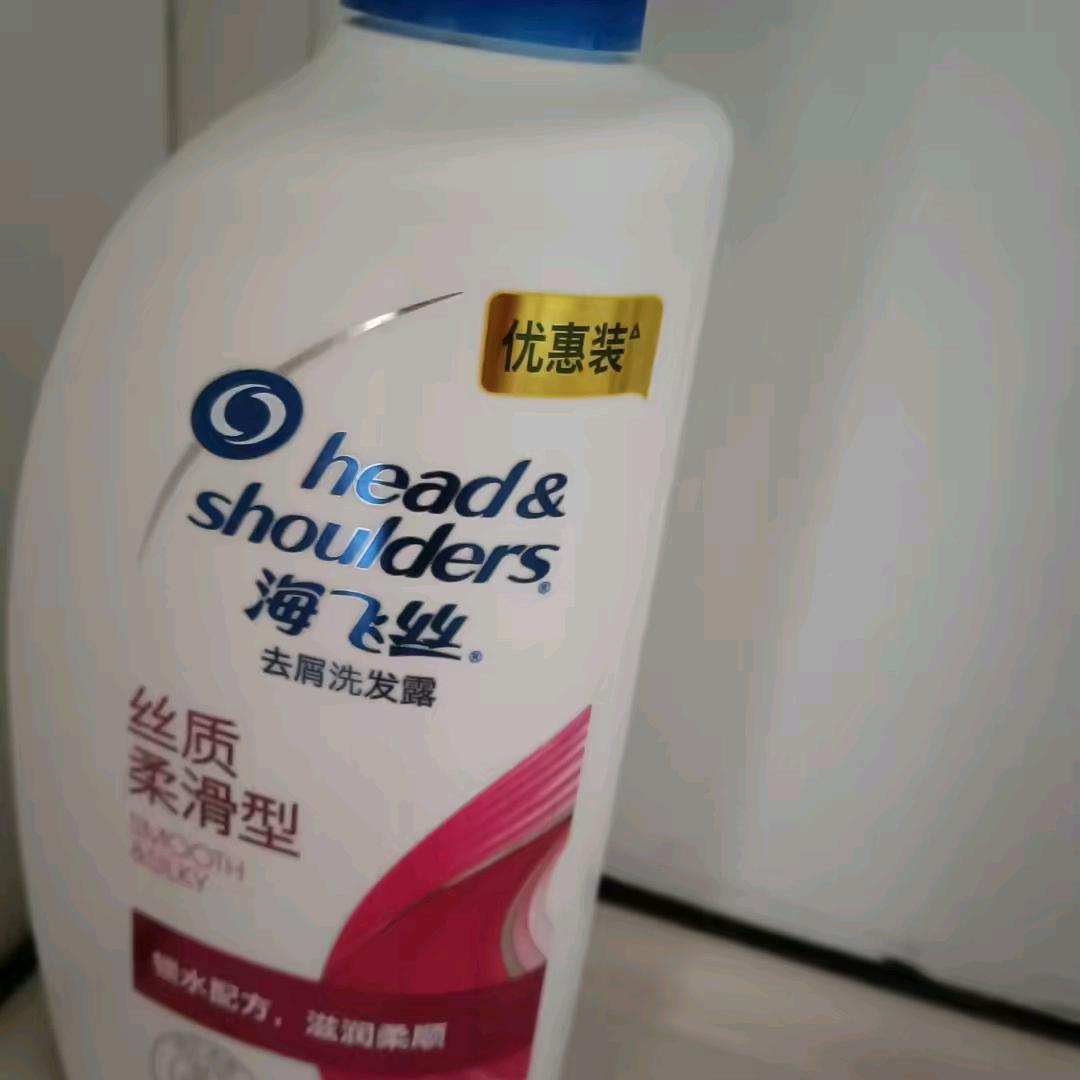 优惠装△
head&
shoulders®
海飞丝®
去屑洗发露
丝质
柔滑型
SMOOTH
&SILKY
锁水配方，滋润柔顺